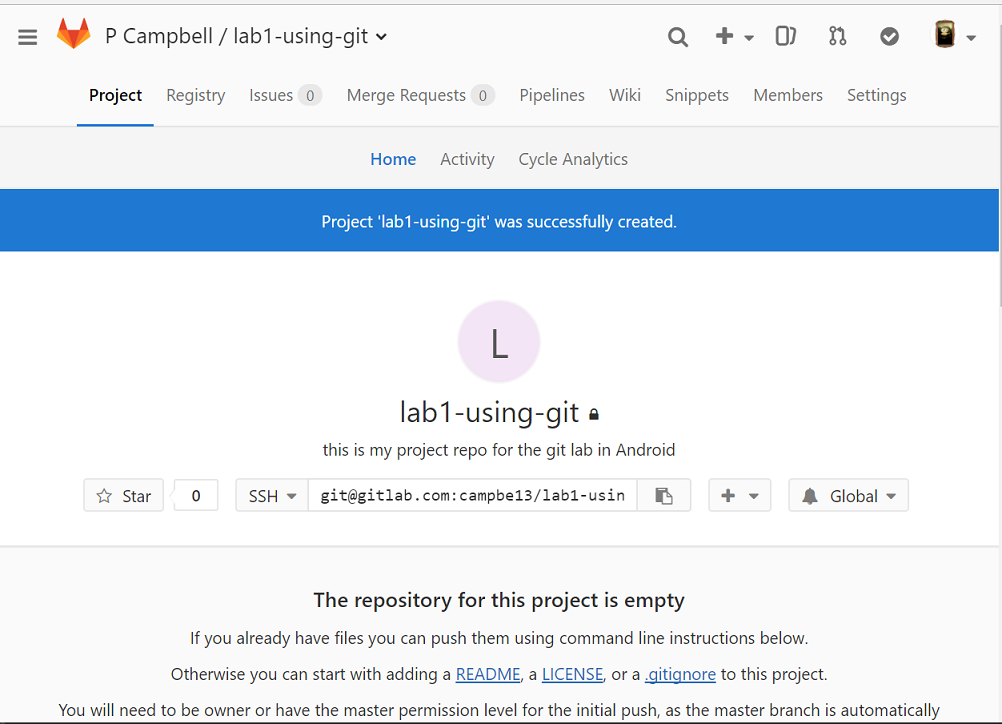 P Campbell / lab1-using-git
Project Registry Issues 0 Merge Requests 0 Pipelines Wiki Snippets Members Settings
Home Activity Cycle Analytics
Project 'lab1-using-git' was successfully created.
L
lab1-using-git
this is my project repo for the git lab in Android
Star 0 SSH git@gitlab.com:campbe13/lab1-usin Global
The repository for this project is empty
If you already have files you can push them using command line instructions below.
Otherwise you can start with adding a README, a LICENSE, or a .gitignore to this project.
You will need to be owner or have the master permission level for the initial push, as the master branch is automatically